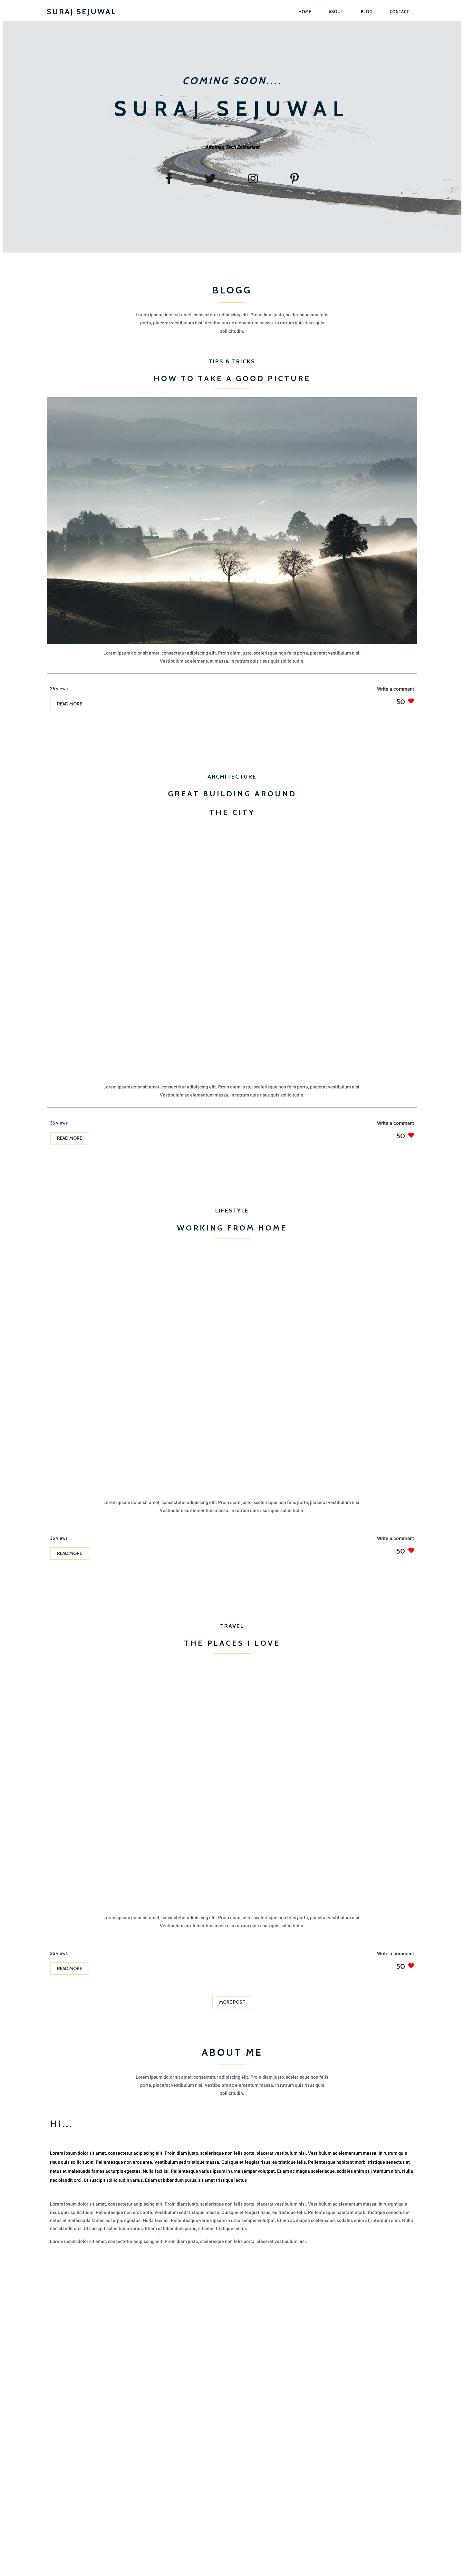 SURAJ SEJUWAL
HOME ABOUT BLOG CONTACT
COMING SOON....
SURAJ SEJUWAL
Attorney, Tech Enthusiast
BLOGG
Lorem ipsum dolor sit amet, consectetur adipiscing elit. Proin diam justo, scelerisque non felis
porta, placerat vestibulum nisi. Vestibulum ac elementum massa. In rutrum quis risus quis
sollicitudin.
TIPS & TRICKS
HOW TO TAKE A GOOD PICTURE
Lorem ipsum dolor sit amet, consectetur adipiscing elit. Proin diam justo, scelerisque non felis porta, placerat vestibulum nisi.
Vestibulum ac elementum massa. In rutrum quis risus quis sollicitudin.
36 views
Write a comment
READ MORE
50
ARCHITECTURE
GREAT BUILDING AROUND
THE CITY
Lorem ipsum dolor sit amet, consectetur adipiscing elit. Proin diam justo, scelerisque non felis porta, placerat vestibulum nisi.
Vestibulum ac elementum massa. In rutrum quis risus quis sollicitudin.
36 views
Write a comment
READ MORE
50
LIFESTYLE
WORKING FROM HOME
Lorem ipsum dolor sit amet, consectetur adipiscing elit. Proin diam justo, scelerisque non felis porta, placerat vestibulum nisi.
Vestibulum ac elementum massa. In rutrum quis risus quis sollicitudin.
36 views
Write a comment
READ MORE
50
TRAVEL
THE PLACES I LOVE
Lorem ipsum dolor sit amet, consectetur adipiscing elit. Proin diam justo, scelerisque non felis porta, placerat vestibulum nisi.
Vestibulum ac elementum massa. In rutrum quis risus quis sollicitudin.
36 views
Write a comment
READ MORE
50
MORE POST
ABOUT ME
Lorem ipsum dolor sit amet, consectetur adipiscing elit. Proin diam justo, scelerisque non felis
porta, placerat vestibulum nisi. Vestibulum ac elementum massa. In rutrum quis risus quis
sollicitudin.
Hi...
Lorem ipsum dolor sit amet, consectetur adipiscing elit. Proin diam justo, scelerisque non felis porta, placerat vestibulum nisi. Vestibulum ac elementum massa. In rutrum quis
risus quis sollicitudin. Pellentesque non eros ante. Vestibulum sed tristique massa. Quisque et feugiat risus, eu tristique felis. Pellentesque habitant morbi tristique senectus et
netus et malesuada fames ac turpis egestas. Nulla facilisi. Pellentesque varius ipsum in urna semper volutpat. Etiam ac magna scelerisque, sodales enim at, interdum nibh. Nulla
nec blandit orci. Ut suscipit sollicitudin varius. Etiam ut bibendum purus, sit amet tristique lectus
Lorem ipsum dolor sit amet, consectetur adipiscing elit. Proin diam justo, scelerisque non felis porta, placerat vestibulum nisi. Vestibulum ac elementum massa. In rutrum quis
risus quis sollicitudin. Pellentesque non eros ante. Vestibulum sed tristique massa. Quisque et feugiat risus, eu tristique felis. Pellentesque habitant morbi tristique senectus et
netus et malesuada fames ac turpis egestas. Nulla facilisi. Pellentesque varius ipsum in urna semper volutpat. Etiam ac magna scelerisque, sodales enim at, interdum nibh. Nulla
nec blandit orci. Ut suscipit sollicitudin varius. Etiam ut bibendum purus, sit amet tristique lectus
Lorem ipsum dolor sit amet, consectetur adipiscing elit. Proin diam justo, scelerisque non felis porta, placerat vestibulum nisi.